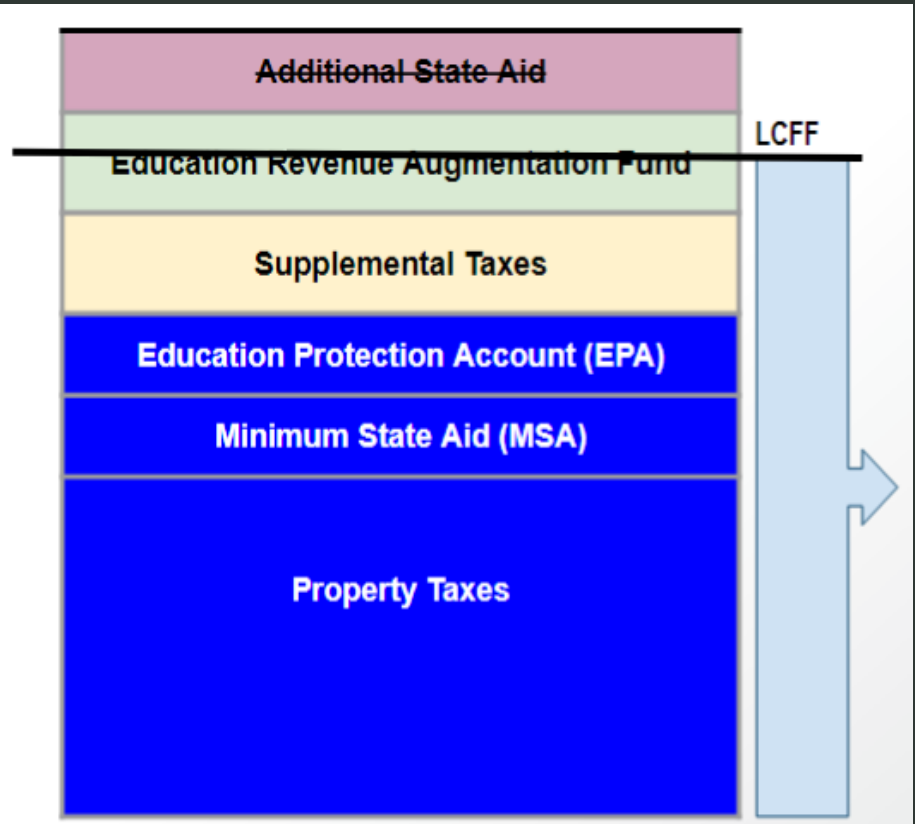 Additional State Aid
LCFF
Education Revenue Augmentation Fund
Supplemental Taxes
Education Protection Account (EPA)
Minimum State Aid (MSA)
Property Taxes